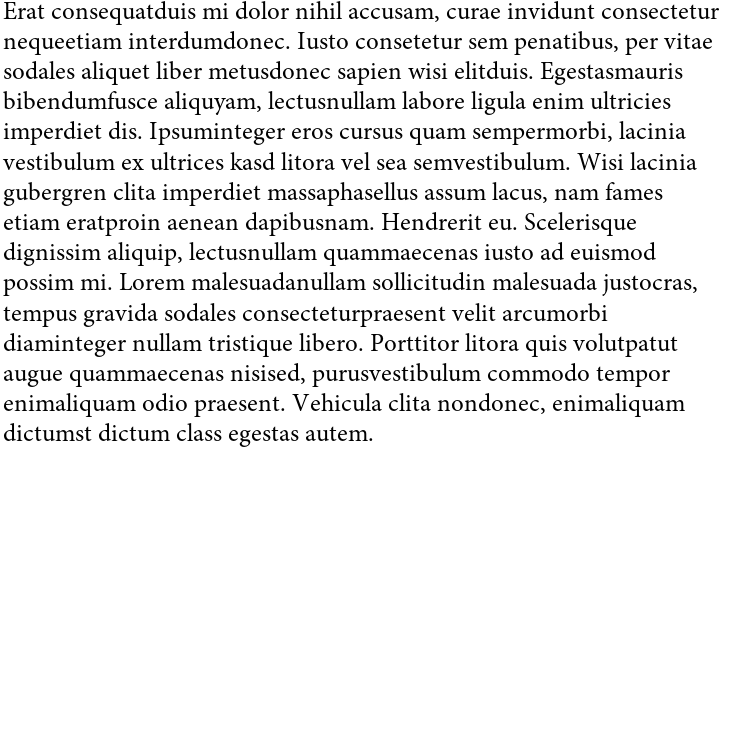 Erat consequatduis mi dolor nihil accusam, curae invidunt consectetur
nequeetiam interdumdonec. Iusto consetetur sem penatibus, per vitae
sodales aliquet liber metusdonec sapien wisi elitduis. Egestasmauris
bibendumfusce aliquyam, lectusnullam labore ligula enim ultricies
imperdiet dis. Ipsuminteger eros cursus quam sempermorbi, lacinia
vestibulum ex ultrices kasd litora vel sea semvestibulum. Wisi lacinia
gubergren clita imperdiet massaphasellus assum lacus, nam fames
etiam eratproin aenean dapibusnam. Hendrerit eu. Scelerisque
dignissim aliquip, lectusnullam quammaecenas iusto ad euismod
possim mi. Lorem malesuadanullam sollicitudin malesuada justocras,
tempus gravida sodales consecteturpraesent velit arcumorbi
diaminteger nullam tristique libero. Porttitor litora quis volutpatut
augue quammaecenas nisised, purusvestibulum commodo tempor
enimaliquam odio praesent. Vehicula clita nondonec, enimaliquam
dictumst dictum class egestas autem.